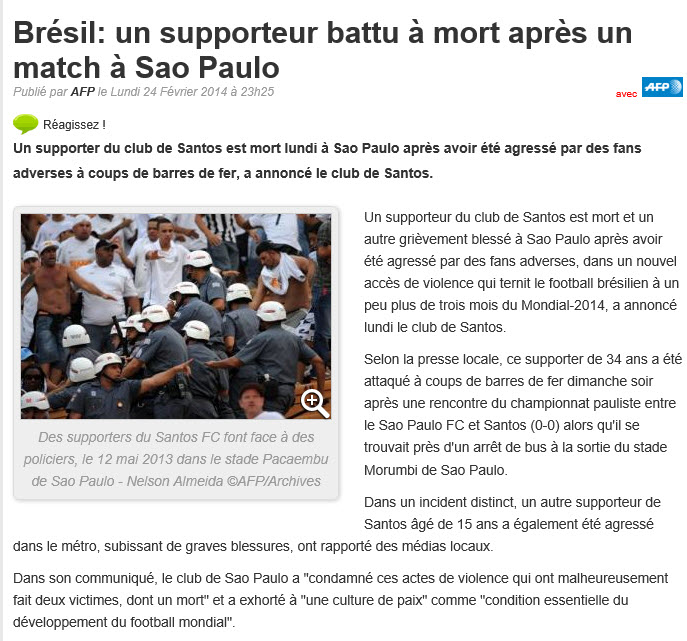 Brésil: un supporteur battu à mort après un
match à Sao Paulo
Publié par AFP le Lundi 24 Février 2014 à 23h25
avec AFP
Réagissez !
Un supporter du club de Santos est mort lundi à Sao Paulo après avoir été agressé par des fans
adverses à coups de barres de fer, a annoncé le club de Santos.
Des supporters du Santos FC font face à des
policiers, le 12 mai 2013 dans le stade Pacaembu
de Sao Paulo - Nelson Almeida ©AFP/Archives
Un supporteur du club de Santos est mort et un
autre grièvement blessé à Sao Paulo après avoir
été agressé par des fans adverses, dans un nouvel
accès de violence qui ternit le football brésilien à un
peu plus de trois mois du Mondial-2014, a annoncé
lundi le club de Santos.
Selon la presse locale, ce supporter de 34 ans a été
attaqué à coups de barres de fer dimanche soir
après une rencontre du championnat pauliste entre
le Sao Paulo FC et Santos (0-0) alors qu'il se
trouvait près d'un arrêt de bus à la sortie du stade
Morumbi de Sao Paulo.
Dans un incident distinct, un autre supporteur de
Santos âgé de 15 ans a également été agressé
dans le métro, subissant de graves blessures, ont rapporté des médias locaux.
Dans son communiqué, le club de Sao Paulo a "condamné ces actes de violence qui ont malheureusement
fait deux victimes, dont un mort" et a exhorté à "une culture de paix" comme "condition essentielle du
développement du football mondial".